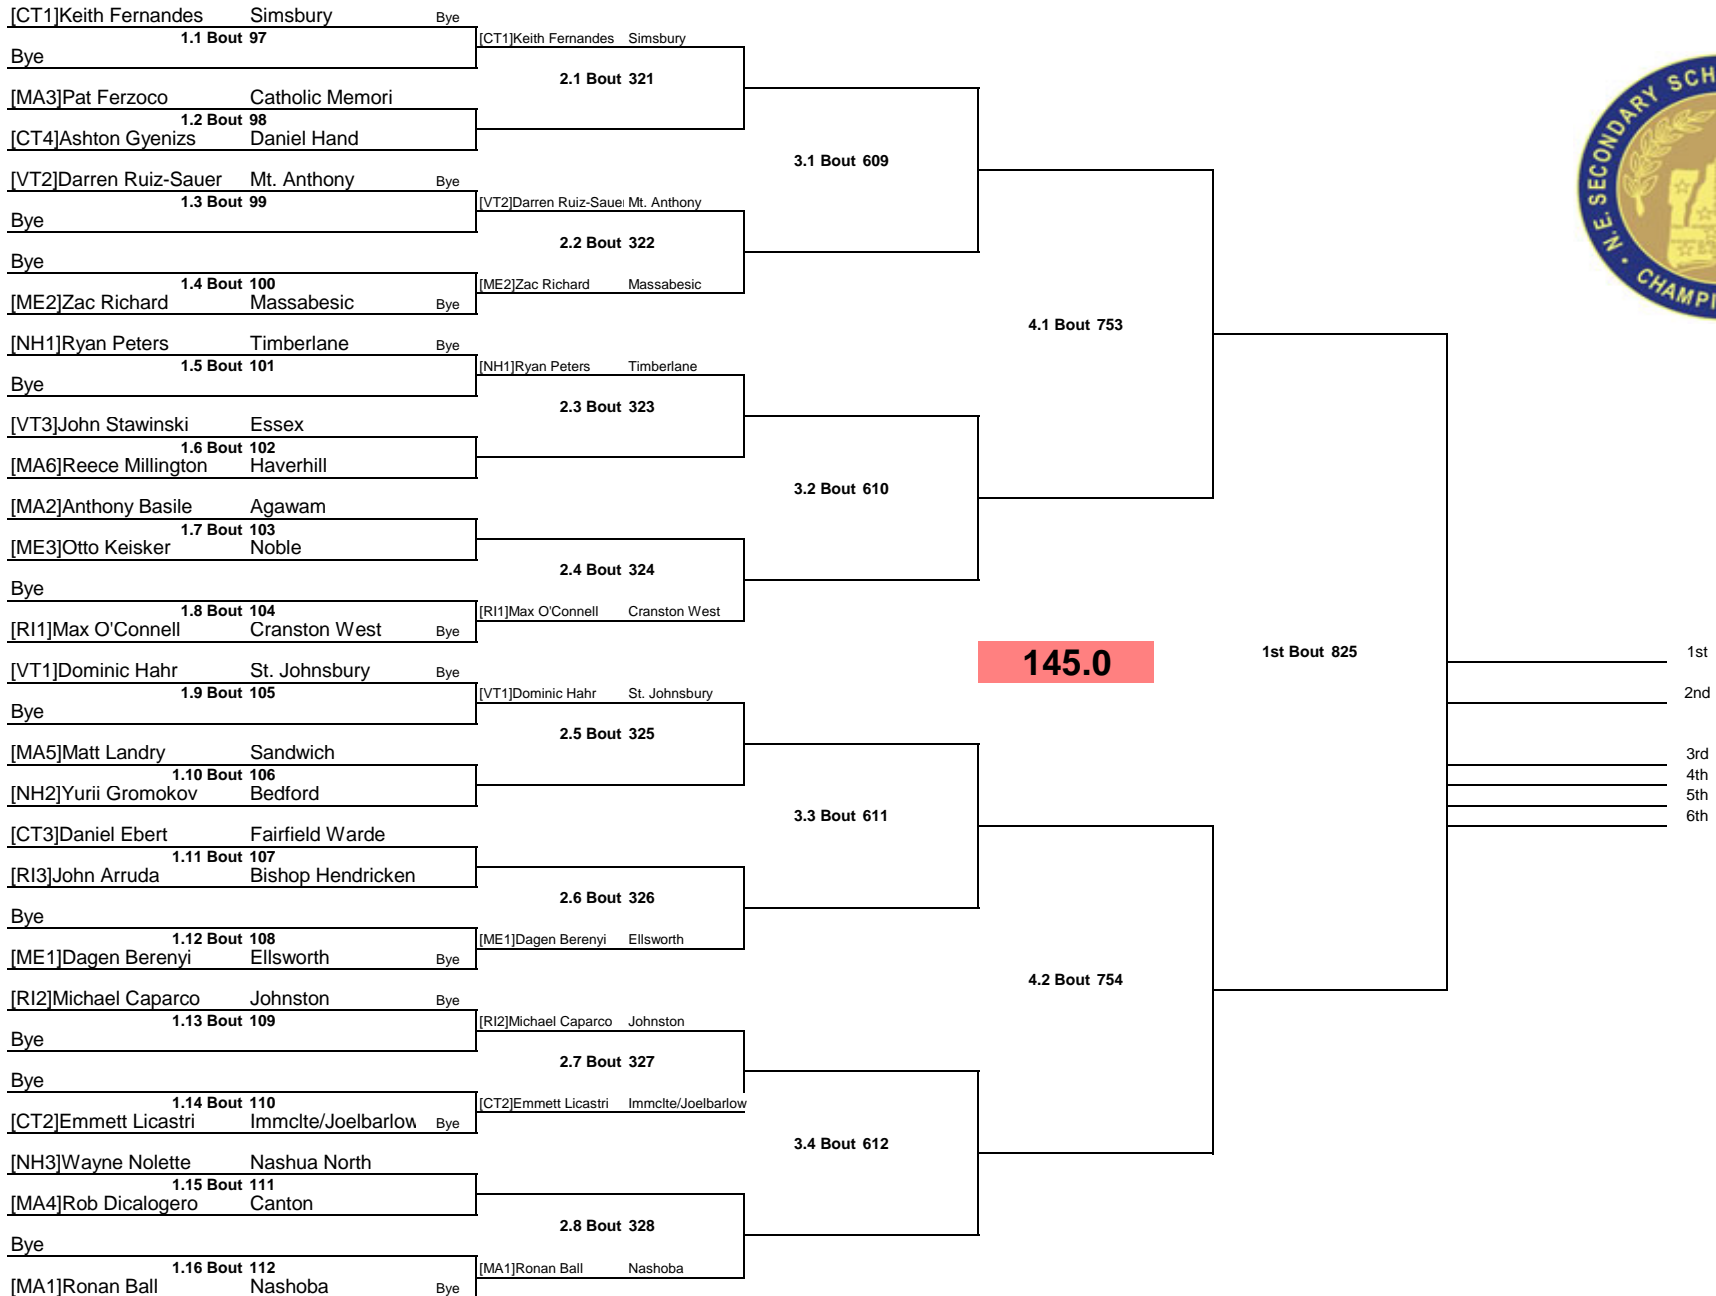 [CT1]Keith Fernandes Simsbury Bye
1.1 Bout 97
Bye
[CT1]Keith Fernandes Simsbury
2.1 Bout 321
[MA3]Pat Ferzoco Catholic Memori
1.2 Bout 98
[CT4]Ashton Gyenizs Daniel Hand
3.1 Bout 609
[VT2]Darren Ruiz-Sauer Mt. Anthony Bye
1.3 Bout 99
Bye
[VT2]Darren Ruiz-Saue Mt. Anthony
2.2 Bout 322
Bye
1.4 Bout 100
[ME2]Zac Richard Massabesic Bye
[ME2]Zac Richard Massabesic
4.1 Bout 753
[NH1]Ryan Peters Timberlane Bye
1.5 Bout 101
Bye
[NH1]Ryan Peters Timberlane
2.3 Bout 323
[VT3]John Stawinski Essex
1.6 Bout 102
[MA6]Reece Millington Haverhill
3.2 Bout 610
[MA2]Anthony Basile Agawam
1.7 Bout 103
[ME3]Otto Keisker Noble
2.4 Bout 324
Bye
1.8 Bout 104
[RI1]Max O'Connell Cranston West Bye
[RI1]Max O'Connell Cranston West
145.0
1st Bout 825
1st
2nd
3rd
4th
5th
6th
[VT1]Dominic Hahr St. Johnsbury Bye
1.9 Bout 105
Bye
[VT1]Dominic Hahr St. Johnsbury
2.5 Bout 325
[MA5]Matt Landry Sandwich
1.10 Bout 106
[NH2]Yurii Gromokov Bedford
3.3 Bout 611
[CT3]Daniel Ebert Fairfield Warde
1.11 Bout 107
[RI3]John Arruda Bishop Hendricken
2.6 Bout 326
Bye
1.12 Bout 108
[ME1]Dagen Berenyi Ellsworth Bye
[ME1]Dagen Berenyi Ellsworth
4.2 Bout 754
[RI2]Michael Caparco Johnston Bye
1.13 Bout 109
Bye
[RI2]Michael Caparco Johnston
2.7 Bout 327
Bye
1.14 Bout 110
[CT2]Emmett Licastri Immclte/Joelbarlow Bye
[CT2]Emmett Licastri Immclte/Joelbarlow
3.4 Bout 612
[NH3]Wayne Nolette Nashua North
1.15 Bout 111
[MA4]Rob Dicalogero Canton
2.8 Bout 328
Bye
1.16 Bout 112
[MA1]Ronan Ball Nashoba Bye
[MA1]Ronan Ball Nashoba
N.E. SECONDARY SCH
CHAMPI